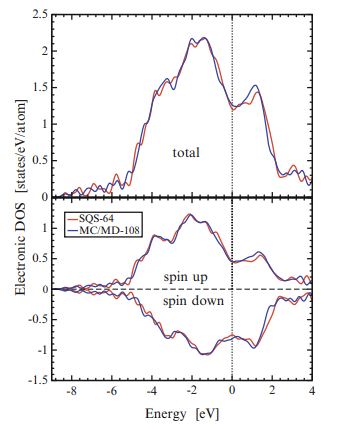 2.5
2
1.5
1
0.5
0
[states/eV/atom]
total
Electronic DOS
SQS-64
MC/MD-108
1
0.5
0
-0.5
-1
-1.5
spin up
spin down
-8 -6 -4 -2 0 2 4
Energy [eV]